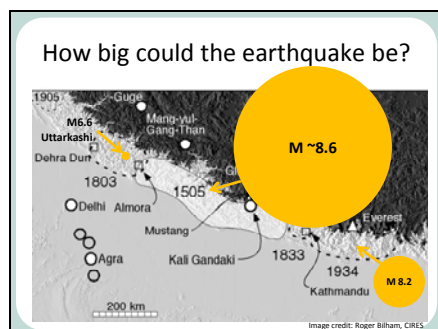 How big could the earthquake be?
1905
Guge
Mang-yul-
Gang-Than
M6.6
Uttarkashi
Dehra Dun
M ~8.6
1803
1505
Delhi
Almora
Mustang
Everest
Kali Gandaki
1833
Agra
1934
M 8.2
Kathmandu
200 km
Image credit: Roger Bilham, CIRES